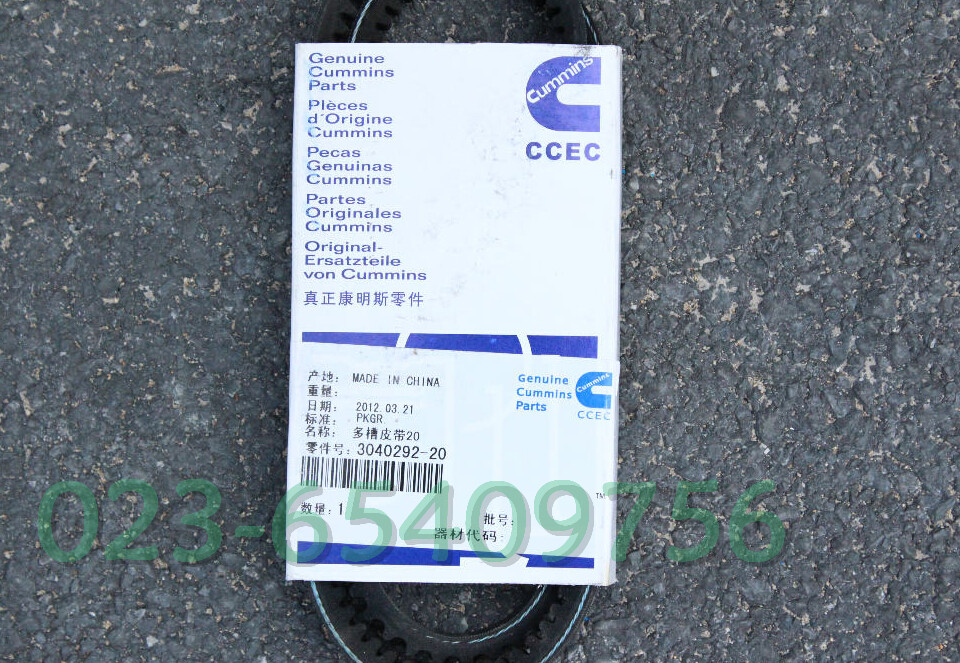 Genuine
Cummins
Parts
Pièces
d'Origine
Cummins
Pecas
Genuinas
Cummins
Partes
Originales
Cummins
Original-
Ersatzteile
von Cummins
真正康明斯零件
Cummins
CCEC
产地: MADE IN CHINA
重量:
日期: 2012.03.21
标准: PKGR
名称: 多槽皮带20
零件号: 3040292-20
数量: 1
批号:
器材代码:
Genuine
Cummins
Parts
Cummins
CCEC
TM
023-65409756